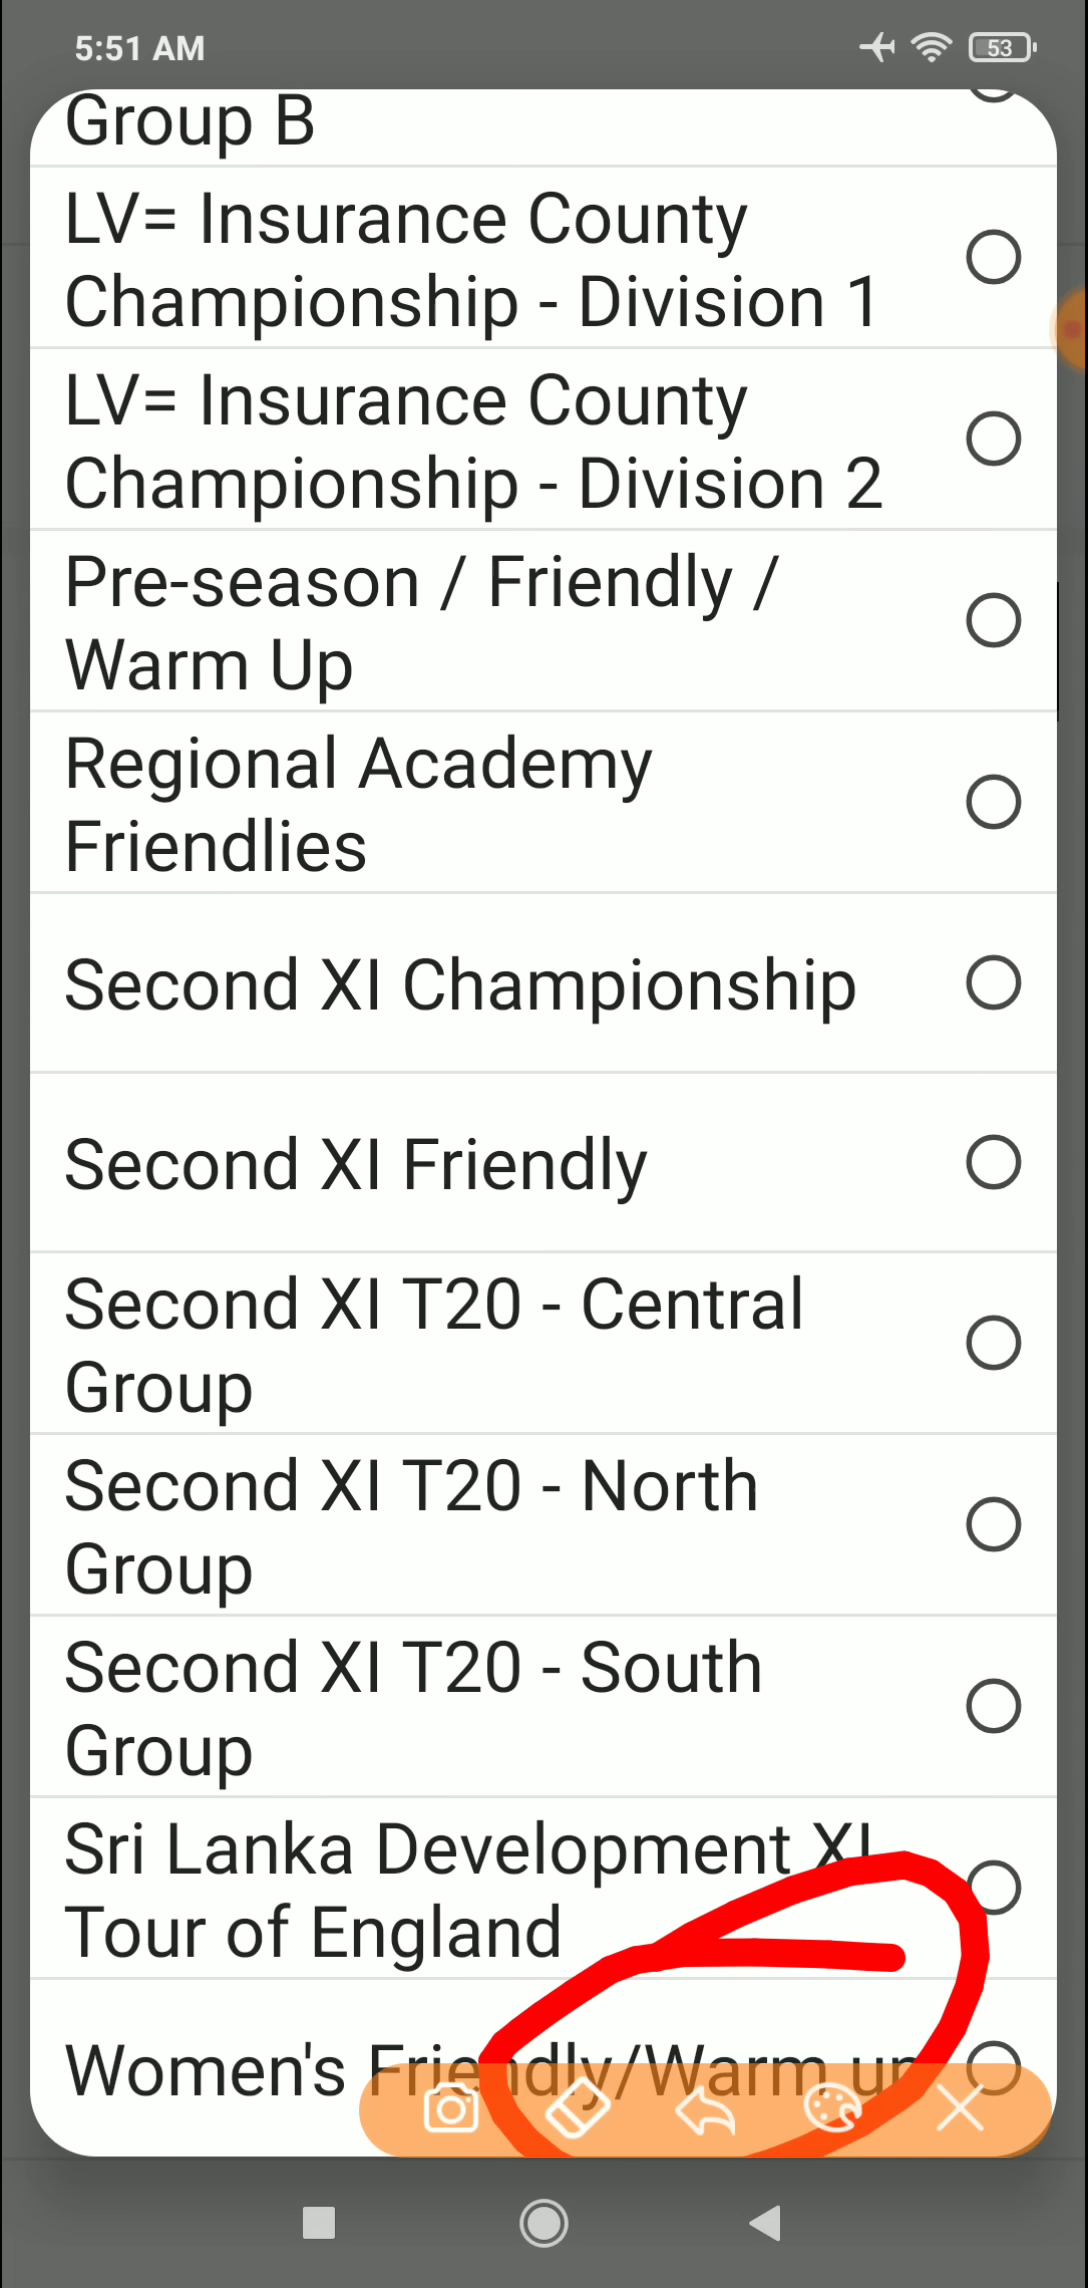 5:51 AM
53
Group B
LV= Insurance County
Championship - Division 1
LV= Insurance County
Championship - Division 2
Pre-season / Friendly /
Warm Up
Regional Academy
Friendlies
Second XI Championship
Second XI Friendly
Second XI T20 - Central
Group
Second XI T20 - North
Group
Second XI T20 - South
Group
Sri Lanka Development XI
Tour of England
Women's Friendly/Warm up